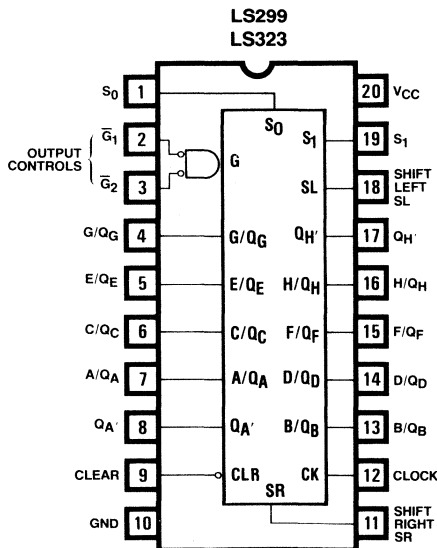 LS299
LS323
S0 1
20 VCC
S0
OUTPUT CONTROLS
G̅1 2
G̅2 3
G
S1 19 S1
SL 18 SHIFT LEFT SL
G/QG 4 G/QG
QH' 17 QH'
E/QE 5 E/QE
H/QH 16 H/QH
C/QC 6 C/QC
F/QF 15 F/QF
A/QA 7 A/QA
D/QD 14 D/QD
QA' 8 QA'
B/QB 13 B/QB
CLEAR 9 CLR
CK 12 CLOCK
SR
GND 10
11 SHIFT RIGHT SR